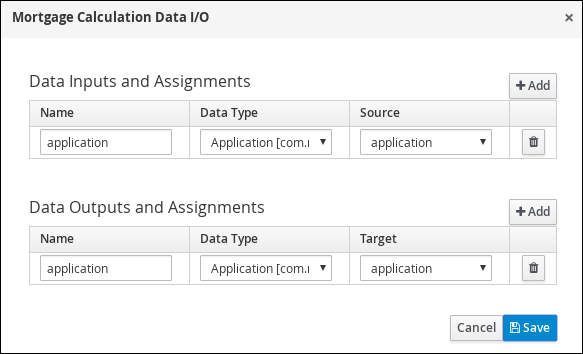 Mortgage Calculation Data I/O ×
Data Inputs and Assignments
+ Add
Name Data Type Source
application Application [com.r application
Data Outputs and Assignments
+ Add
Name Data Type Target
application Application [com.r application
Cancel Save